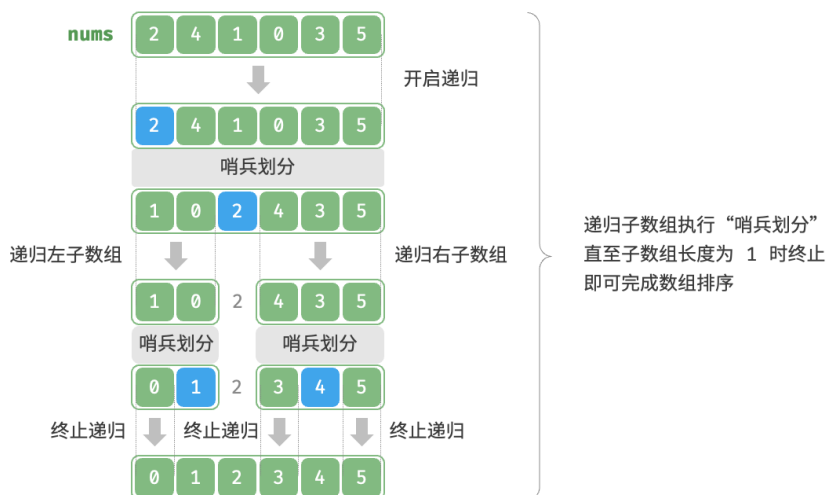 nums 2 4 1 0 3 5
开启递归
2 4 1 0 3 5
哨兵划分
1 0 2 4 3 5
递归左子数组
递归右子数组
1 0 2 4 3 5
哨兵划分 哨兵划分
0 1 2 3 4 5
终止递归 终止递归 终止递归
0 1 2 3 4 5
递归子数组执行“哨兵划分”
直至子数组长度为 1 时终止
即可完成数组排序